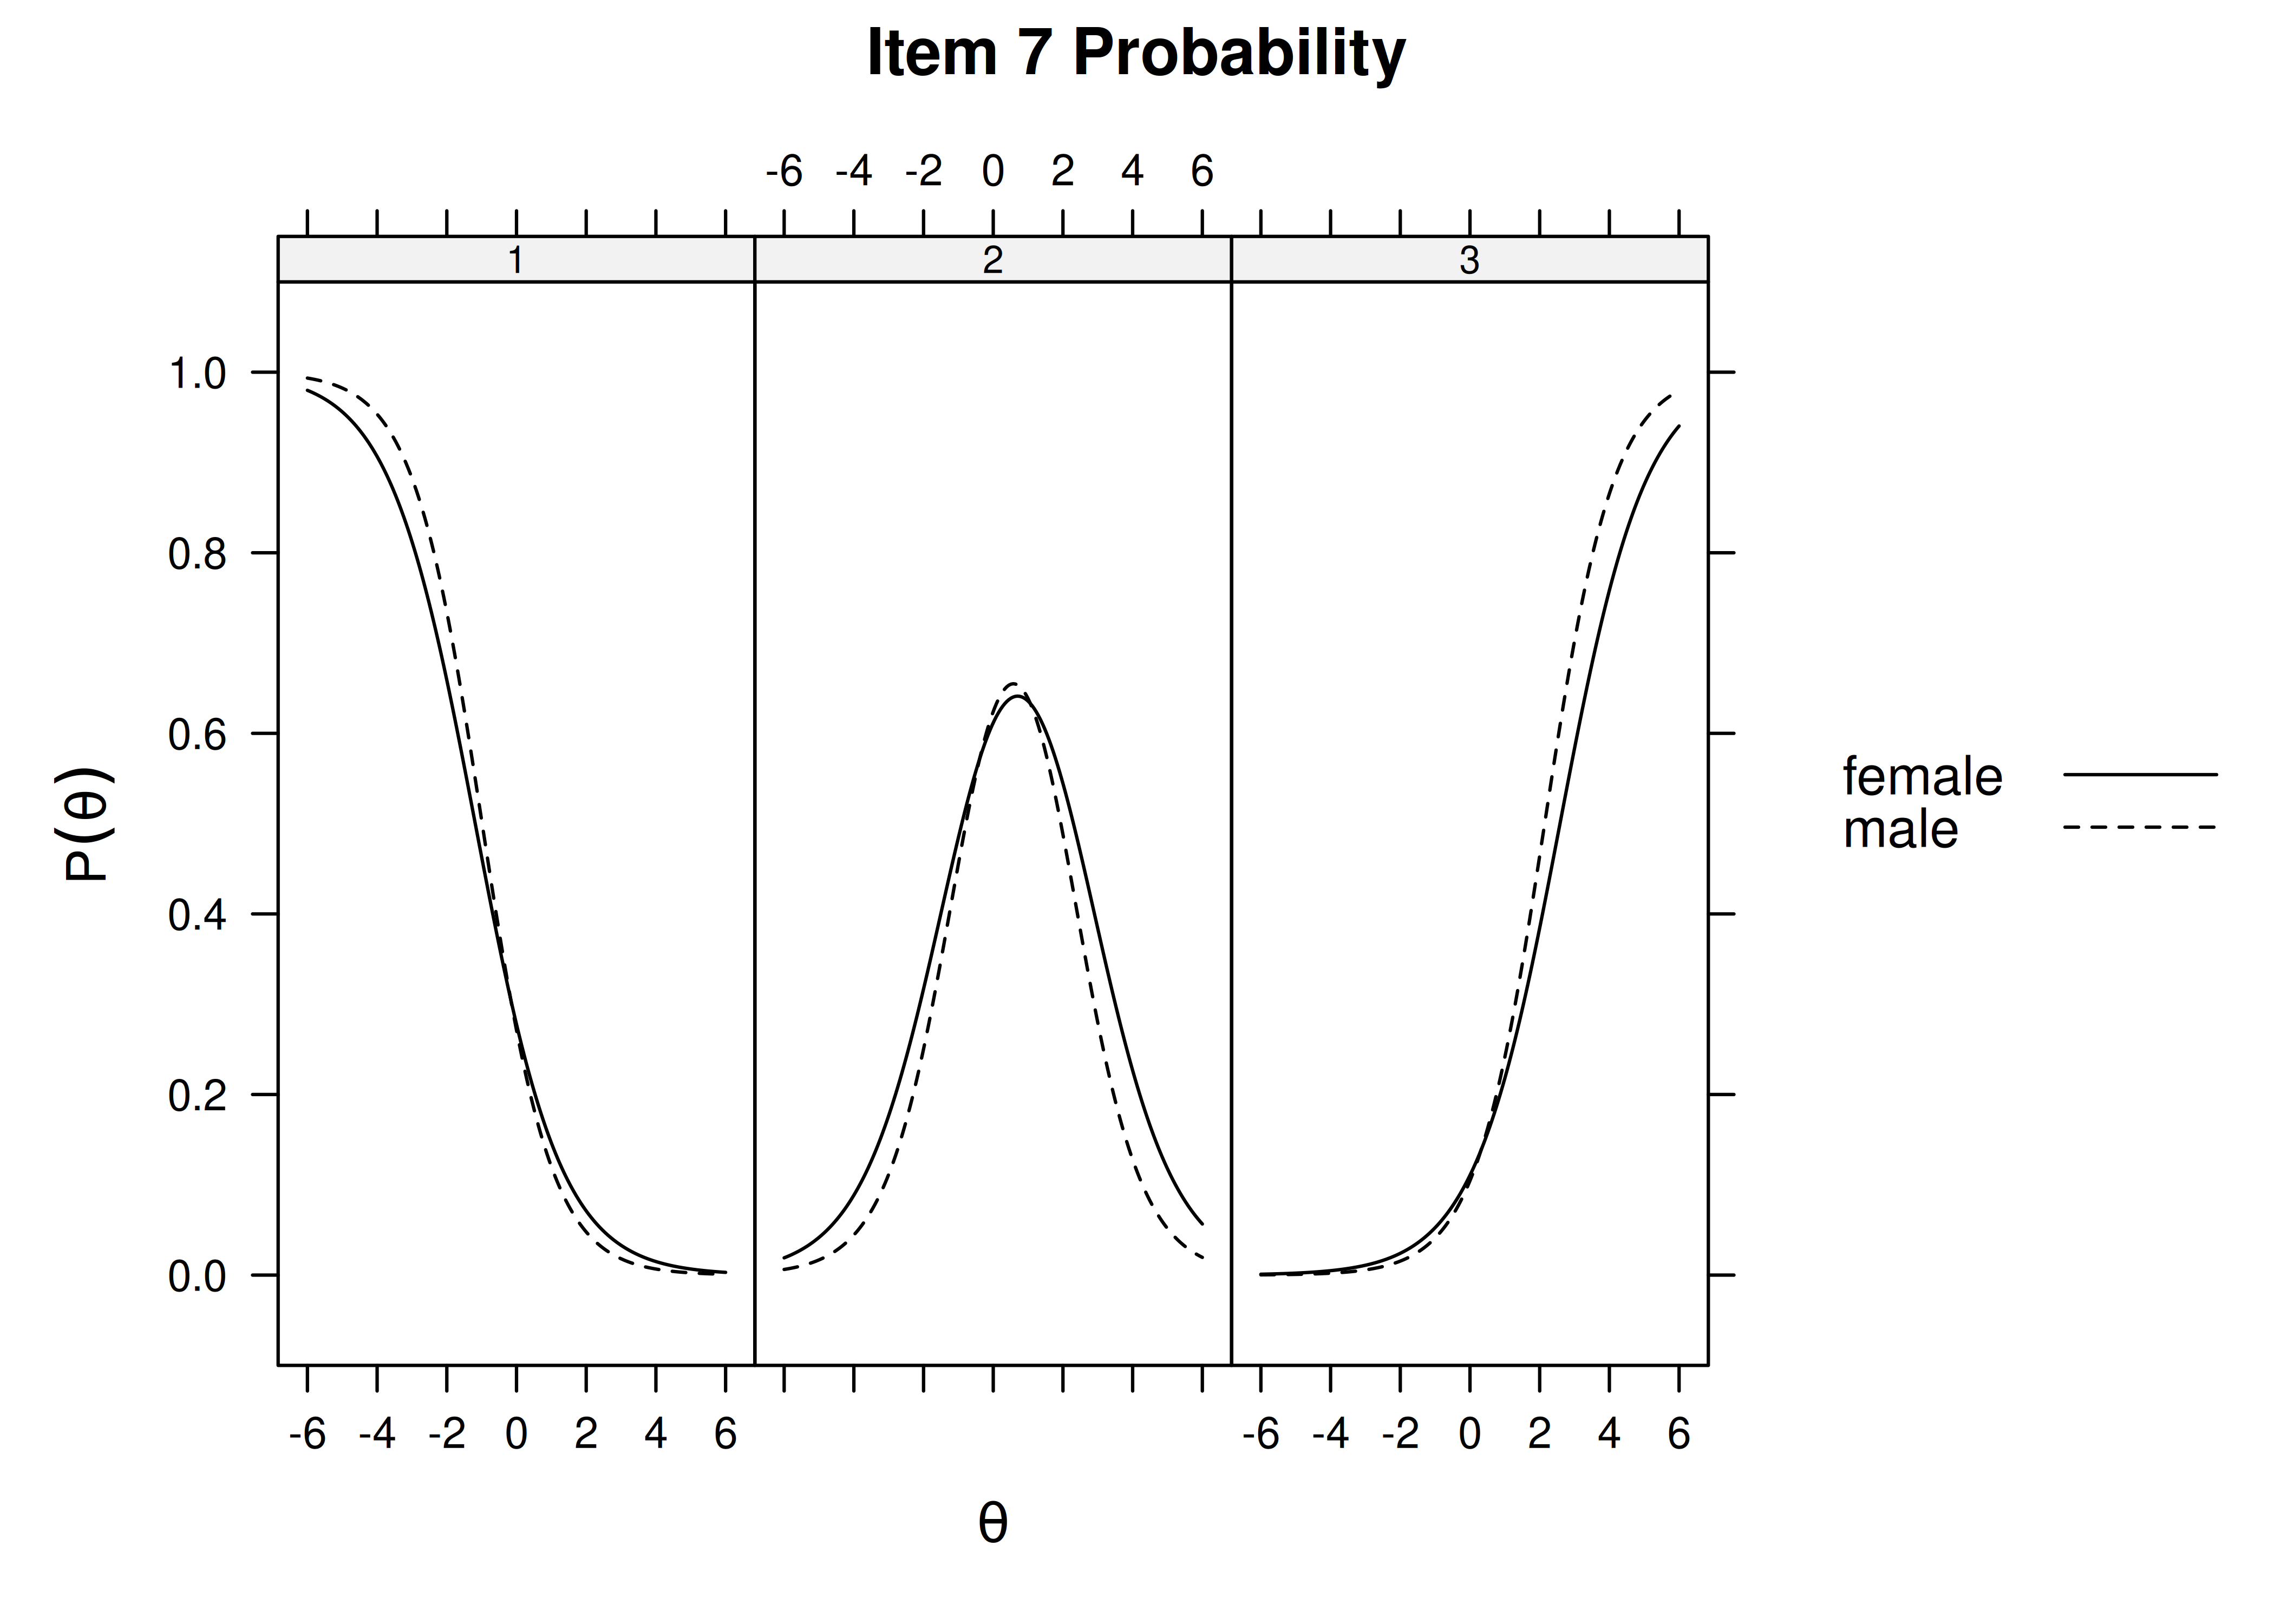 Item 7 Probability
-6 -4 -2 0 2 4 6
1 2 3
1.0
0.8
0.6
0.4
0.2
0.0
P(θ)
female
male
-6 -4 -2 0 2 4 6 -6 -4 -2 0 2 4 6
θ